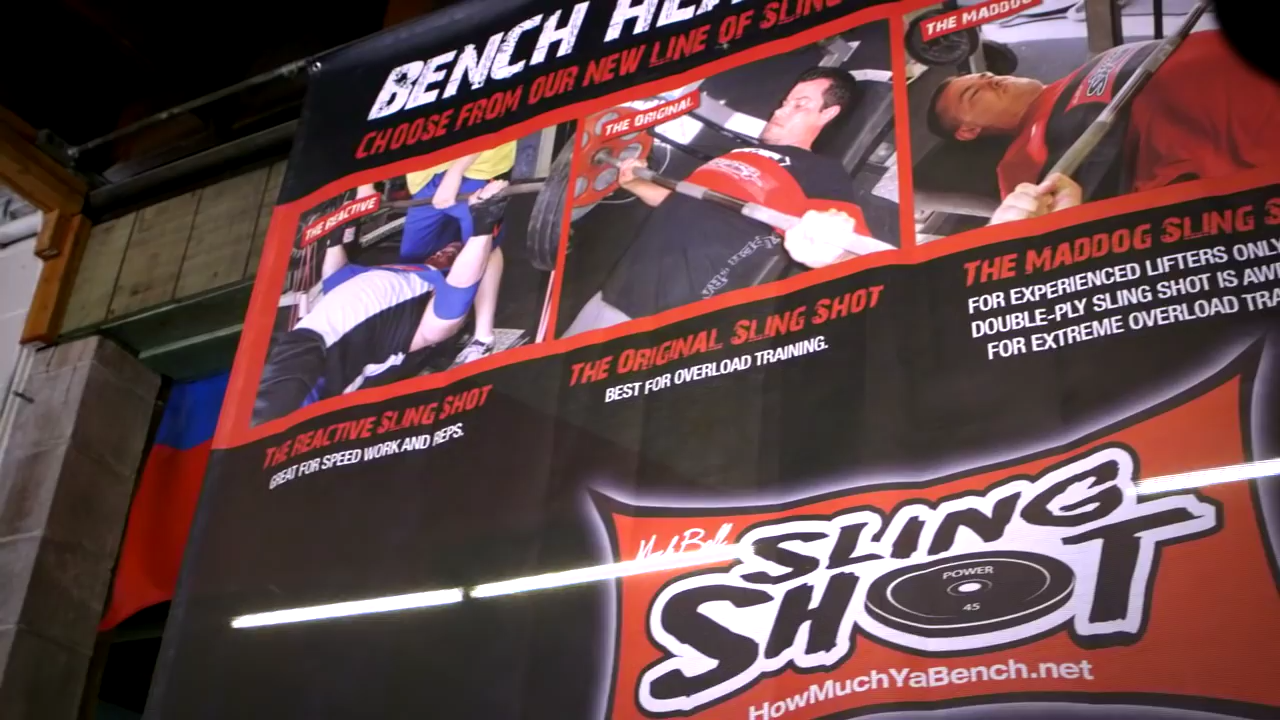 BENCH
CHOOSE FROM OUR NEW LINE OF SLING
THE REACTIVE
THE ORIGINAL
THE MADDOG
THE REACTIVE SLING SHOT
GREAT FOR SPEED WORK AND REPS.
THE ORIGINAL SLING SHOT
BEST FOR OVERLOAD TRAINING.
THE MADDOG SLING S
FOR EXPERIENCED LIFTERS ONLY
DOUBLE-PLY SLING SHOT IS
FOR EXTREME OVERLOAD
SLING
SHOT
POWER
45
HowMuchYaBench.net